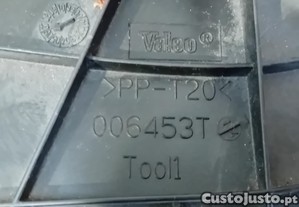 Valeo®
>PP-T20<
006453T
Tool1
Custojusto.pt